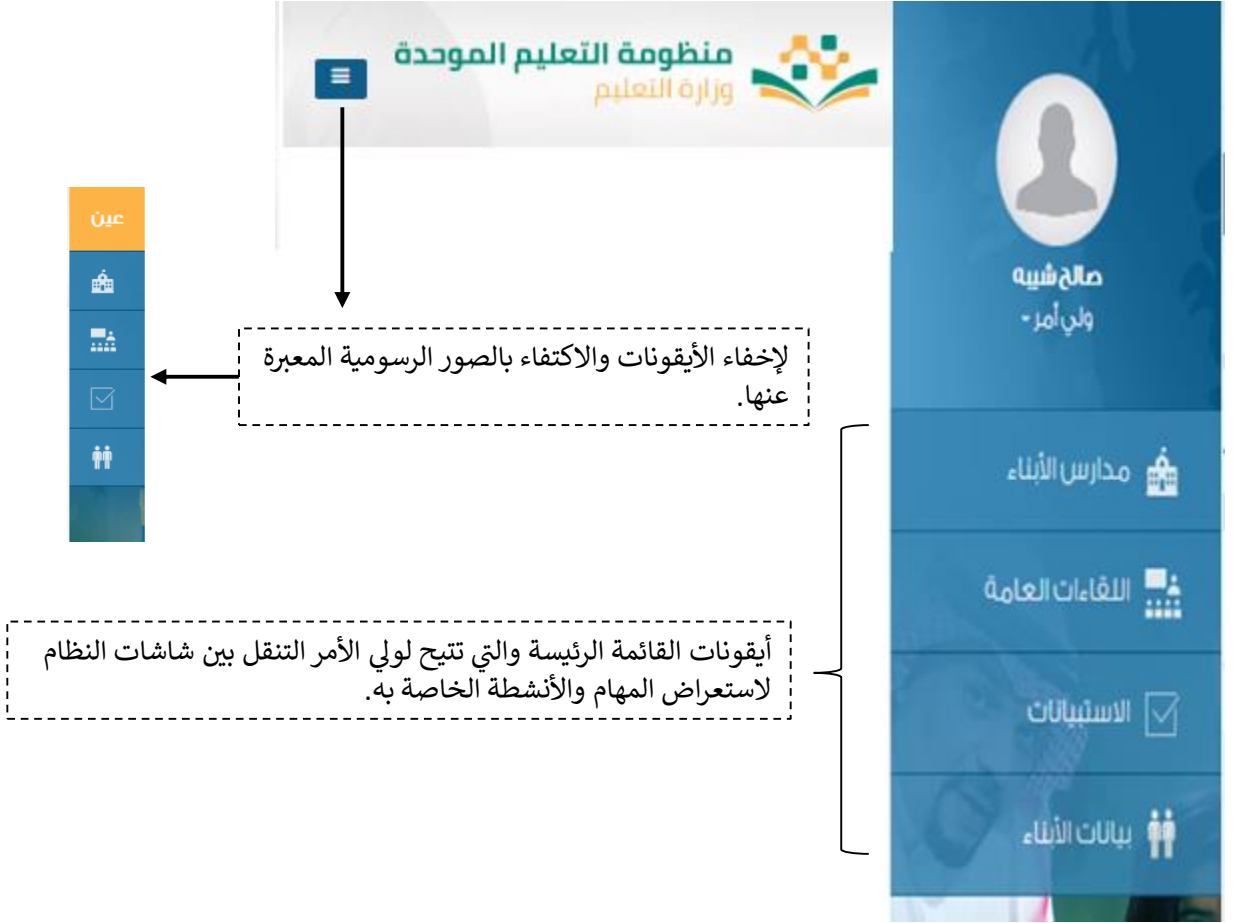 منظومة التعليم الموحدة
وزارة التعليم
صالح شيبه
ولي أمر
عين
لإخفاء الأيقونات والاكتفاء بالصور الرسومية المعبرة
عنها.
مدارس الأبناء
اللقاءات العامة
الاستبيانات
بيانات الأبناء
أيقونات القائمة الرئيسة والتي تتيح لولي الأمر التنقل بين شاشات النظام
لاستعراض المهام والأنشطة الخاصة به.